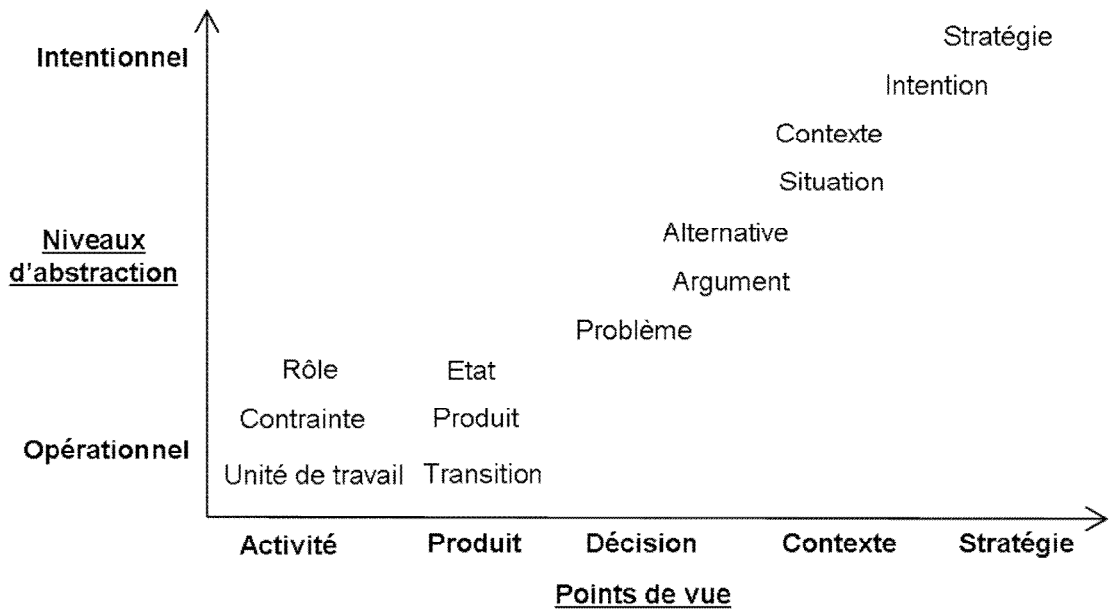 Stratégie
Intentionnel
Intention
Contexte
Situation
Niveaux
d'abstraction
Alternative
Argument
Problème
Rôle Etat
Contrainte Produit
Opérationnel
Unité de travail Transition
Activité Produit Décision Contexte Stratégie
Points de vue